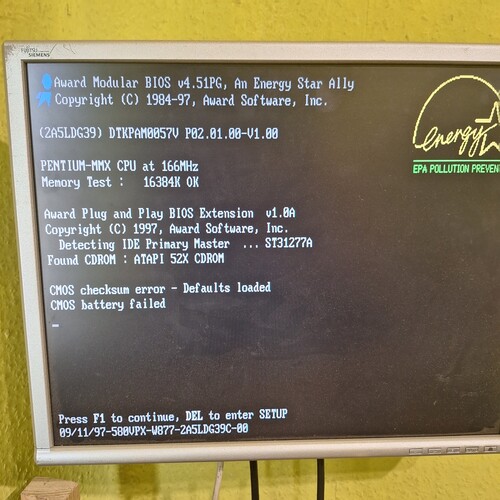 FUJITSU
SIEMENS
Award Modular BIOS v4.51PG, An Energy Star Ally
Copyright (C) 1984-97, Award Software, Inc.
(2A5LDG39) DTKPAM0057V P02.01.00-V1.00
energy
EPA POLLUTION PREVEN
PENTIUM-MMX CPU at 166MHz
Memory Test : 16384K OK
Award Plug and Play BIOS Extension v1.0A
Copyright (C) 1997, Award Software, Inc.
Detecting IDE Primary Master ... ST31277A
Found CDROM : ATAPI 52X CDROM
CMOS checksum error - Defaults loaded
CMOS battery failed
Press F1 to continue, DEL to enter SETUP
09/11/97-580VPX-W877-2A5LDG39C-00